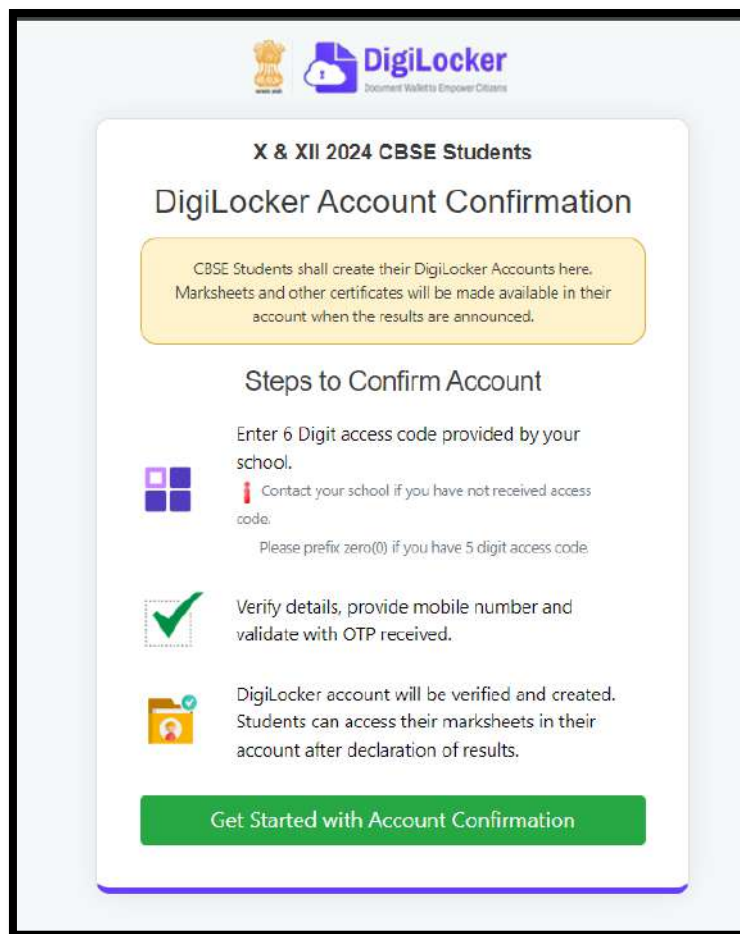 DigiLocker
Document Wallet to Empower Citizens
X & XII 2024 CBSE Students
DigiLocker Account Confirmation
CBSE Students shall create their DigiLocker Accounts here.
Marksheets and other certificates will be made available in their
account when the results are announced.
Steps to Confirm Account
Enter 6 Digit access code provided by your
school.
Contact your school if you have not received access
code.
Please prefix zero(0) if you have 5 digit access code.
Verify details, provide mobile number and
validate with OTP received.
DigiLocker account will be verified and created.
Students can access their marksheets in their
account after declaration of results.
Get Started with Account Confirmation